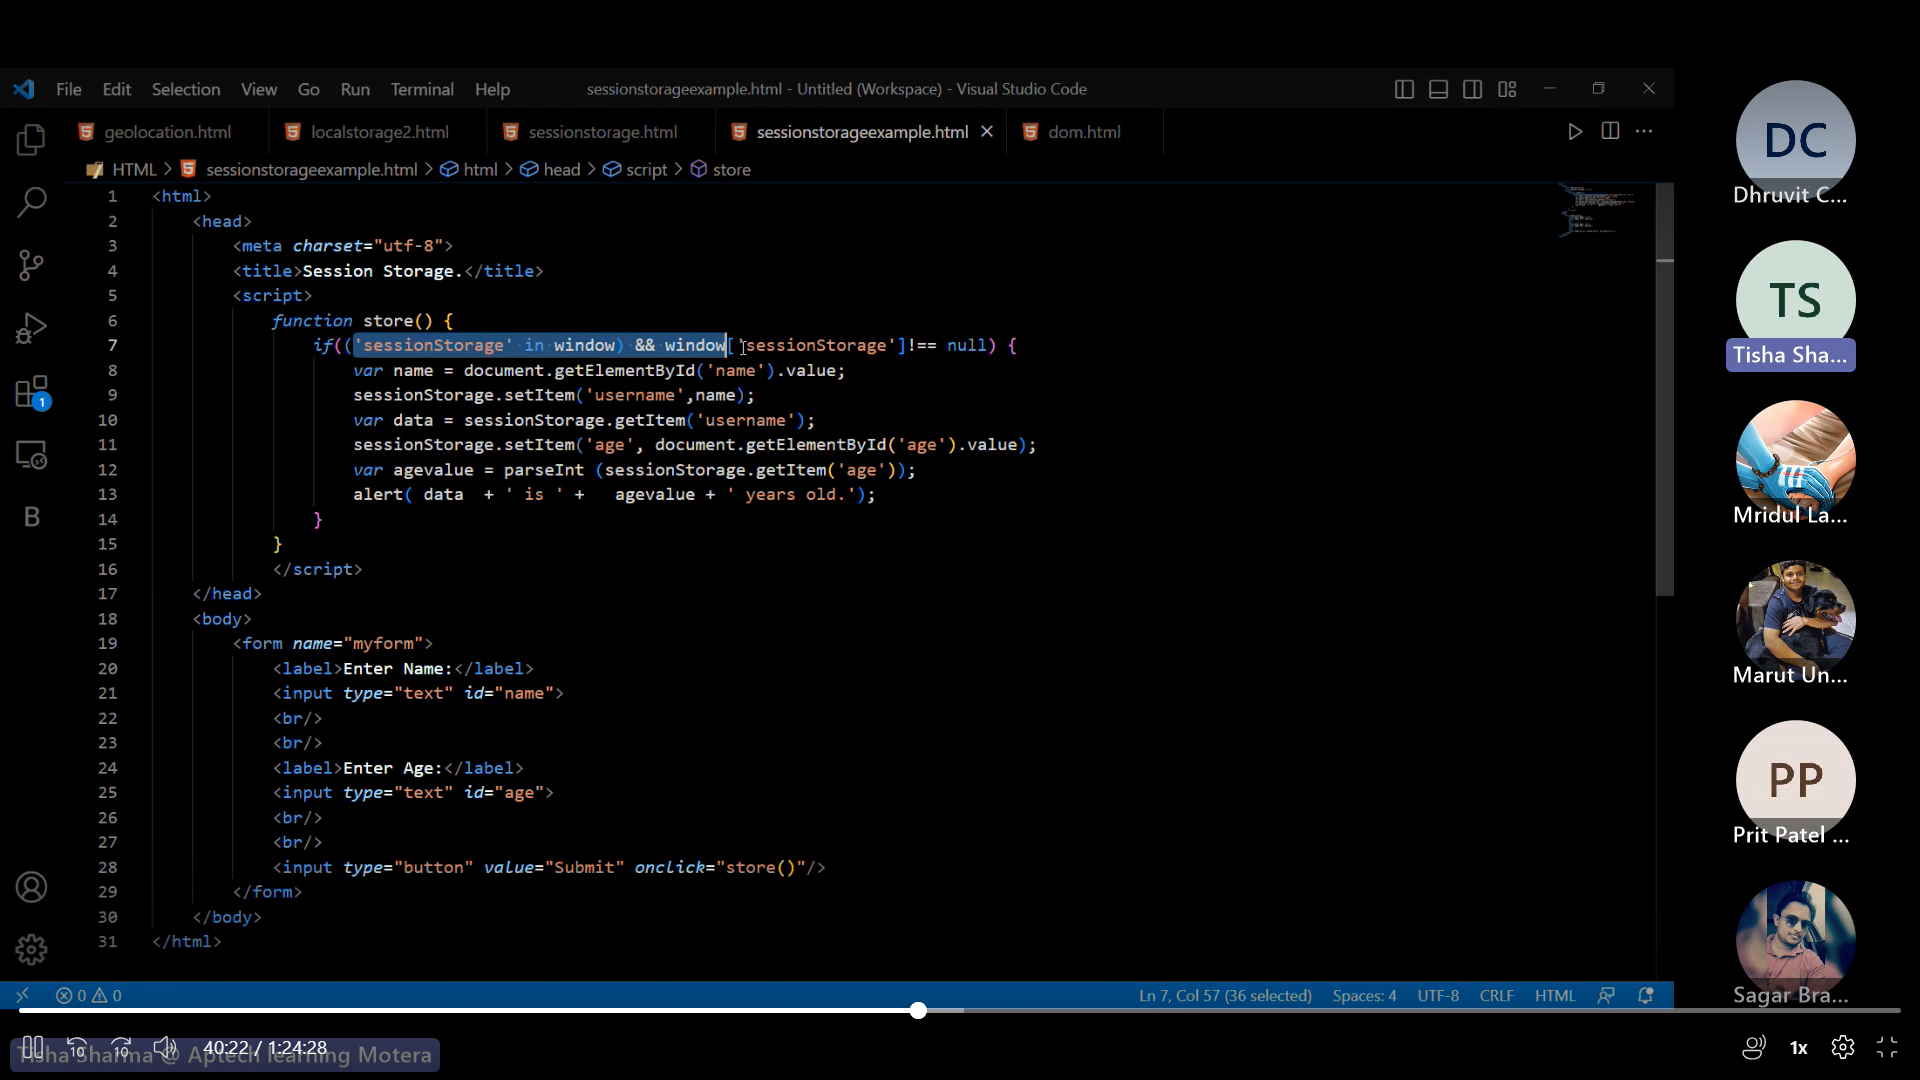 File Edit Selection View Go Run Terminal Help sessionstorageexample.html - Untitled (Workspace) - Visual Studio Code
geolocation.html localstorage2.html sessionstorage.html sessionstorageexample.html dom.html
HTML > sessionstorageexample.html > html > head > script > store
1 <html>
2 <head>
3 <meta charset="utf-8">
4 <title>Session Storage.</title>
5 <script>
6 function store() {
7 if(('sessionStorage' in window) && window['sessionStorage']!== null) {
8 var name = document.getElementById('name').value;
9 sessionStorage.setItem('username',name);
10 var data = sessionStorage.getItem('username');
11 sessionStorage.setItem('age', document.getElementById('age').value);
12 var agevalue = parseInt (sessionStorage.getItem('age'));
13 alert( data + ' is ' + agevalue + ' years old.');
14 }
15 }
16 </script>
17 </head>
18 <body>
19 <form name="myform">
20 <label>Enter Name:</label>
21 <input type="text" id="name">
22 <br/>
23 <br/>
24 <label>Enter Age:</label>
25 <input type="text" id="age">
26 <br/>
27 <br/>
28 <input type="button" value="Submit" onclick="store()"/>
29 </form>
30 </body>
31 </html>
1
B
0 0 Ln 7, Col 57 (36 selected) Spaces: 4 UTF-8 CRLF HTML
DC
Dhruvit C...
TS
Tisha Sha...
Mridul La...
Marut Un...
PP
Prit Patel ...
Sagar Bra...
10 10 40:22 / 1:24:28 1x
Tisha Sharma @ Aptech learning Motera